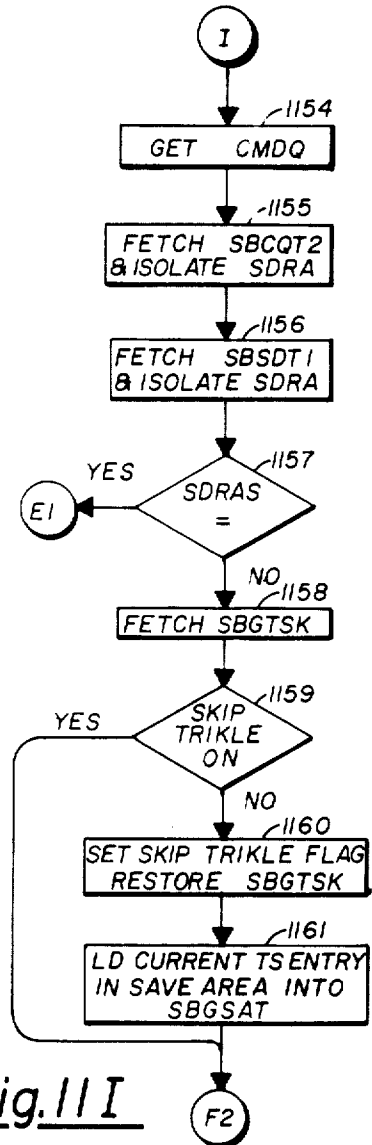 I
1154
GET CMDQ
1155
FETCH SBCQT2
& ISOLATE SDRA
1156
FETCH SBSDT1
& ISOLATE SDRA
1157
YES
SDRAS
=
E1
NO
1158
FETCH SBGTSK
1159
YES
SKIP
TRIKLE
ON
NO
1160
SET SKIP TRIKLE FLAG
RESTORE SBGTSK
1161
LD CURRENT TS ENTRY
IN SAVE AREA INTO
SBGSAT
ig. 11 I
F2